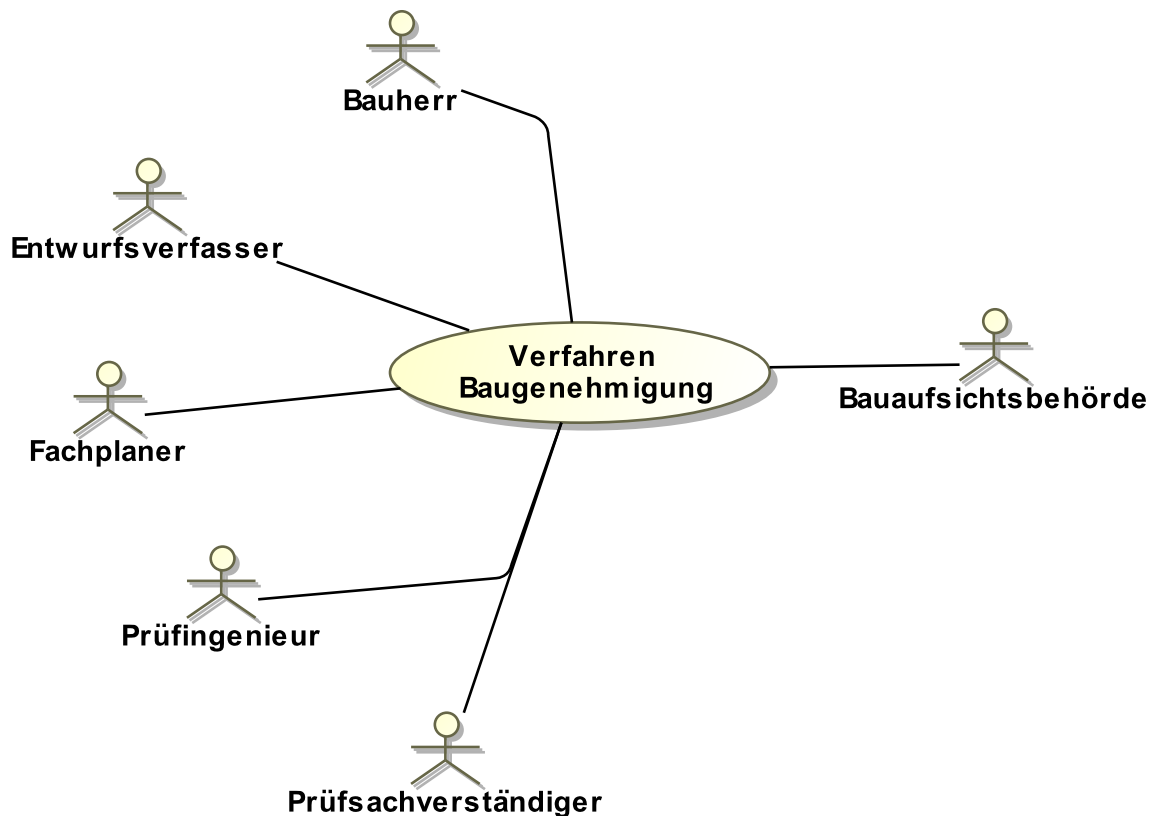 Bauherr
Entwurfsverfasser
Verfahren
Baugenehmigung
Bauaufsichtsbehörde
Fachplaner
Prüfingenieur
Prüfsachverständiger